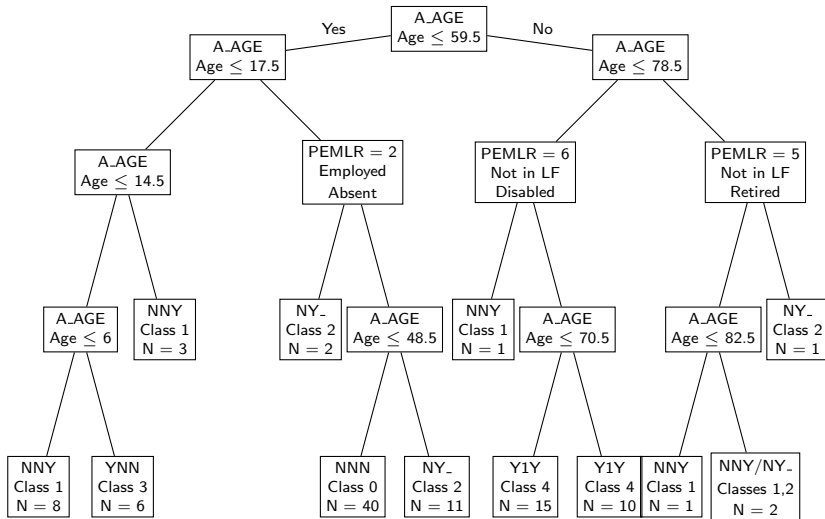 A_AGE
Age ≤ 59.5
Yes
No
A_AGE
Age ≤ 17.5
A_AGE
Age ≤ 78.5
A_AGE
Age ≤ 14.5
PEMLR = 2
Employed
Absent
PEMLR = 6
Not in LF
Disabled
PEMLR = 5
Not in LF
Retired
A_AGE
Age ≤ 6
NNY
Class 1
N = 3
NY_
Class 2
N = 2
A_AGE
Age ≤ 48.5
NNY
Class 1
N = 1
A_AGE
Age ≤ 70.5
A_AGE
Age ≤ 82.5
NY_
Class 2
N = 1
NNY
Class 1
N = 8
YNN
Class 3
N = 6
NNN
Class 0
N = 40
NY_
Class 2
N = 11
Y1Y
Class 4
N = 15
Y1Y
Class 4
N = 10
NNY
Class 1
N = 1
NNY/NY_
Classes 1,2
N = 2